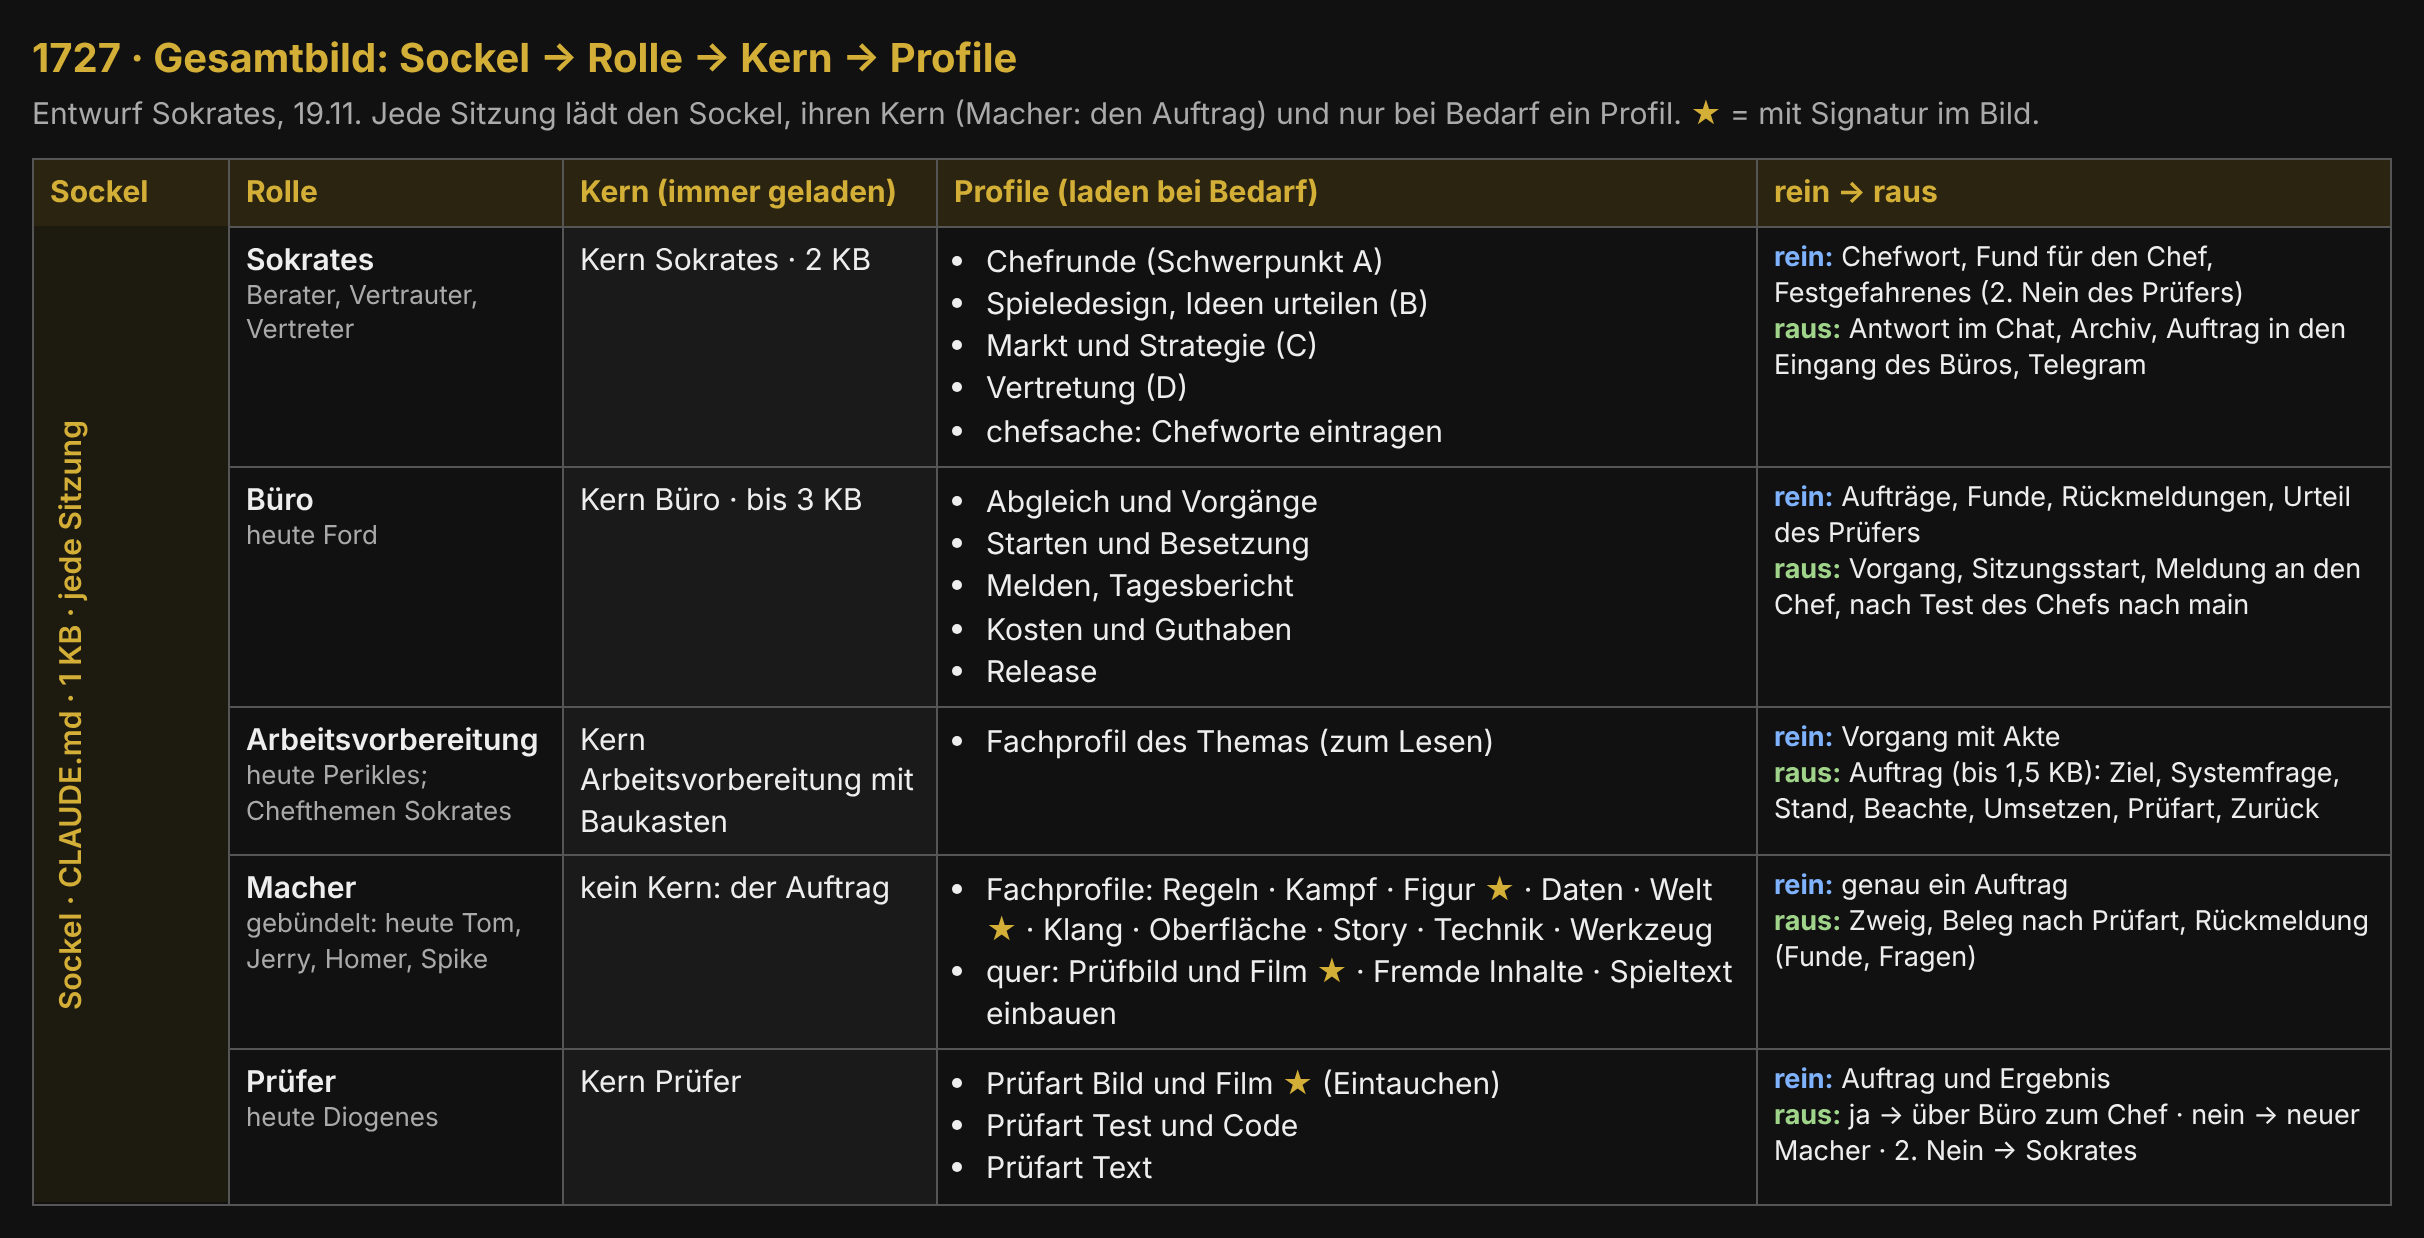 1727 · Gesamtbild: Sockel → Rolle → Kern → Profile
Entwurf Sokrates, 19.11. Jede Sitzung lädt den Sockel, ihren Kern (Macher: den Auftrag) und nur bei Bedarf ein Profil. ★ = mit Signatur im Bild.
Sockel
Rolle
Kern (immer geladen)
Profile (laden bei Bedarf)
rein → raus
Sockel · CLAUDE.md · 1 KB · jede Sitzung
Sokrates
Berater, Vertrauter,
Vertreter
Kern Sokrates · 2 KB
• Chefrunde (Schwerpunkt A)
• Spieledesign, Ideen urteilen (B)
• Markt und Strategie (C)
• Vertretung (D)
• chefsache: Chefworte eintragen
rein: Chefwort, Fund für den Chef,
Festgefahrenes (2. Nein des Prüfers)
raus: Antwort im Chat, Archiv, Auftrag in den
Eingang des Büros, Telegram
Büro
heute Ford
Kern Büro · bis 3 KB
• Abgleich und Vorgänge
• Starten und Besetzung
• Melden, Tagesbericht
• Kosten und Guthaben
• Release
rein: Aufträge, Funde, Rückmeldungen, Urteil
des Prüfers
raus: Vorgang, Sitzungsstart, Meldung an den
Chef, nach Test des Chefs nach main
Arbeitsvorbereitung
heute Perikles;
Chefthemen Sokrates
Kern
Arbeitsvorbereitung mit
Baukasten
• Fachprofil des Themas (zum Lesen)
rein: Vorgang mit Akte
raus: Auftrag (bis 1,5 KB): Ziel, Systemfrage,
Stand, Beachte, Umsetzen, Prüfart, Zurück
Macher
gebündelt: heute Tom,
Jerry, Homer, Spike
kein Kern: der Auftrag
• Fachprofile: Regeln · Kampf · Figur ★ · Daten · Welt
★ · Klang · Oberfläche · Story · Technik · Werkzeug
• quer: Prüfbild und Film ★ · Fremde Inhalte · Spieltext
einbauen
rein: genau ein Auftrag
raus: Zweig, Beleg nach Prüfart, Rückmeldung
(Funde, Fragen)
Prüfer
heute Diogenes
Kern Prüfer
• Prüfart Bild und Film ★ (Eintauchen)
• Prüfart Test und Code
• Prüfart Text
rein: Auftrag und Ergebnis
raus: ja → über Büro zum Chef · nein → neuer
Macher · 2. Nein → Sokrates